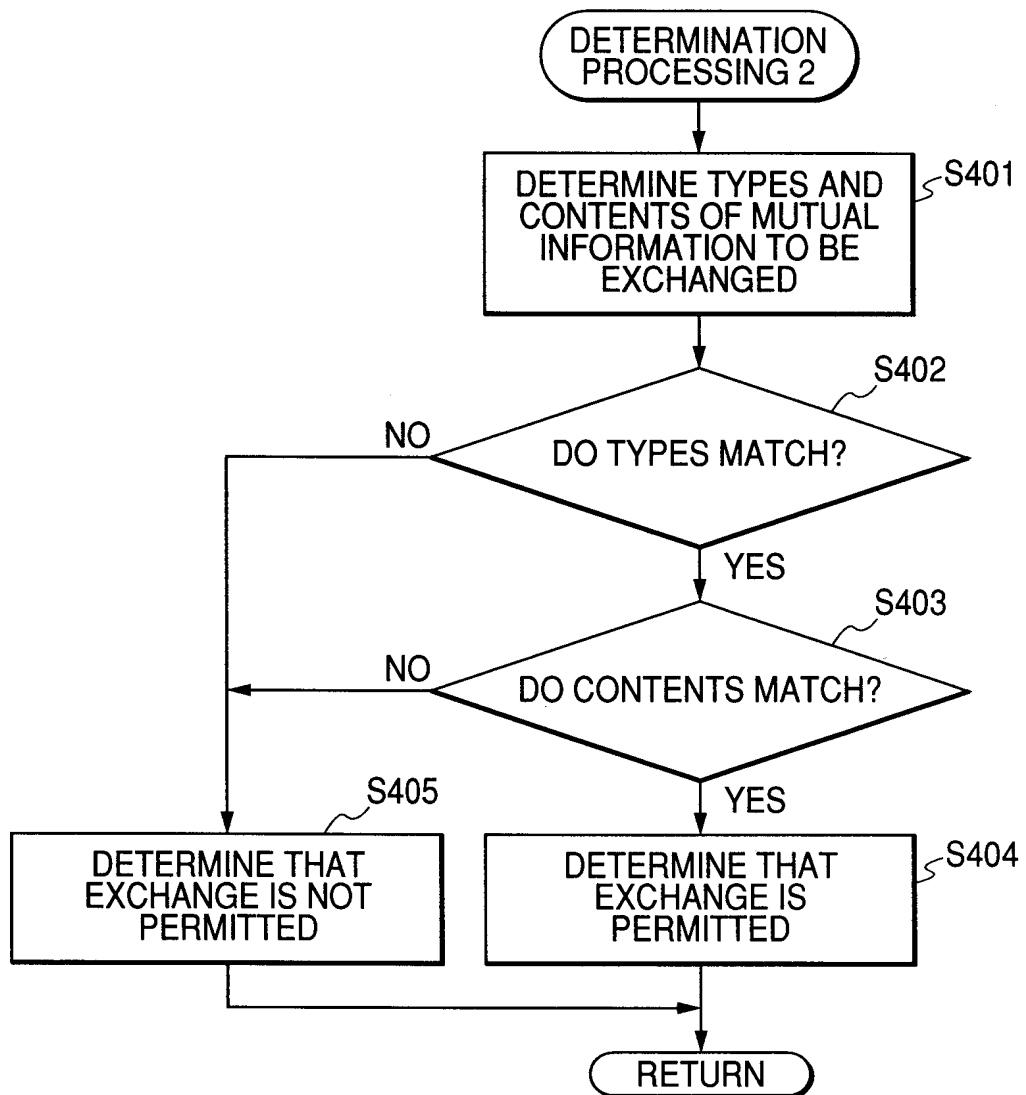 DETERMINATION
PROCESSING 2
DETERMINE TYPES AND
CONTENTS OF MUTUAL
INFORMATION TO BE
EXCHANGED
S401
S402
NO
DO TYPES MATCH?
YES
S403
NO
DO CONTENTS MATCH?
YES
S405
DETERMINE THAT
EXCHANGE IS NOT
PERMITTED
DETERMINE THAT
EXCHANGE IS
PERMITTED
S404
RETURN